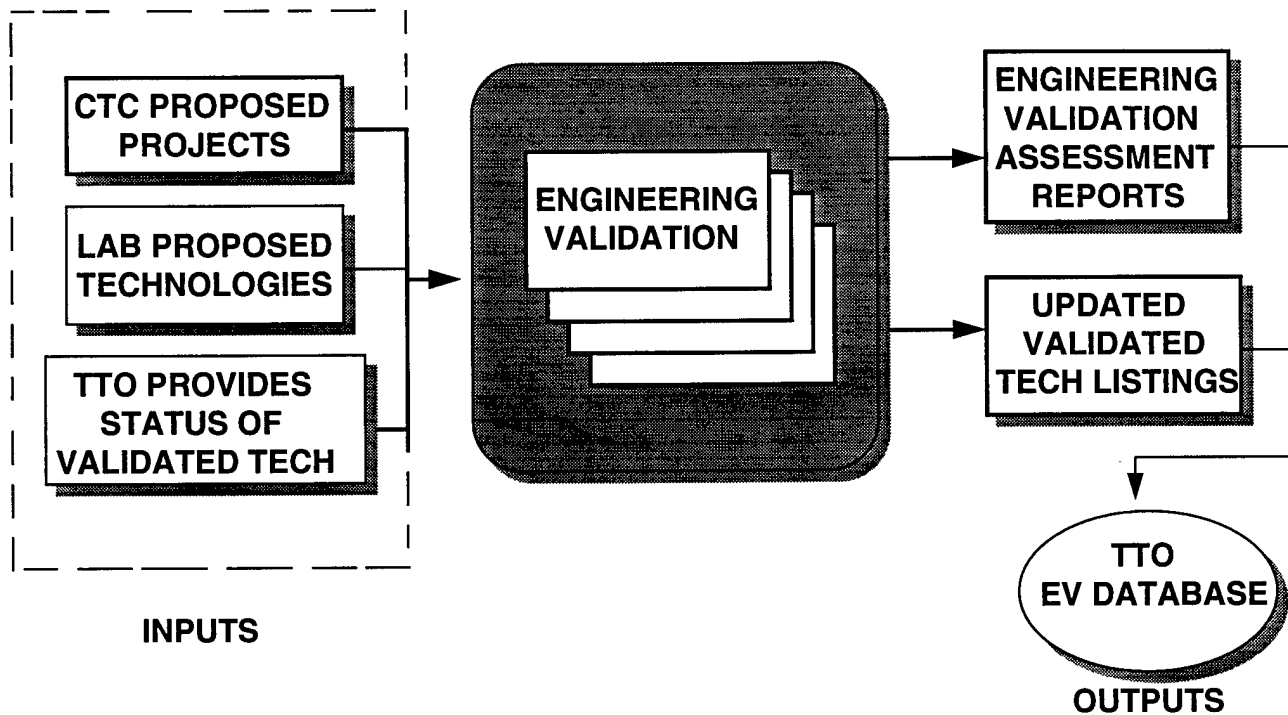 CTC PROPOSED
PROJECTS
LAB PROPOSED
TECHNOLOGIES
TTO PROVIDES
STATUS OF
VALIDATED TECH
INPUTS
ENGINEERING
VALIDATION
ENGINEERING
VALIDATION
ASSESSMENT
REPORTS
UPDATED
VALIDATED
TECH LISTINGS
TTO
EV DATABASE
OUTPUTS